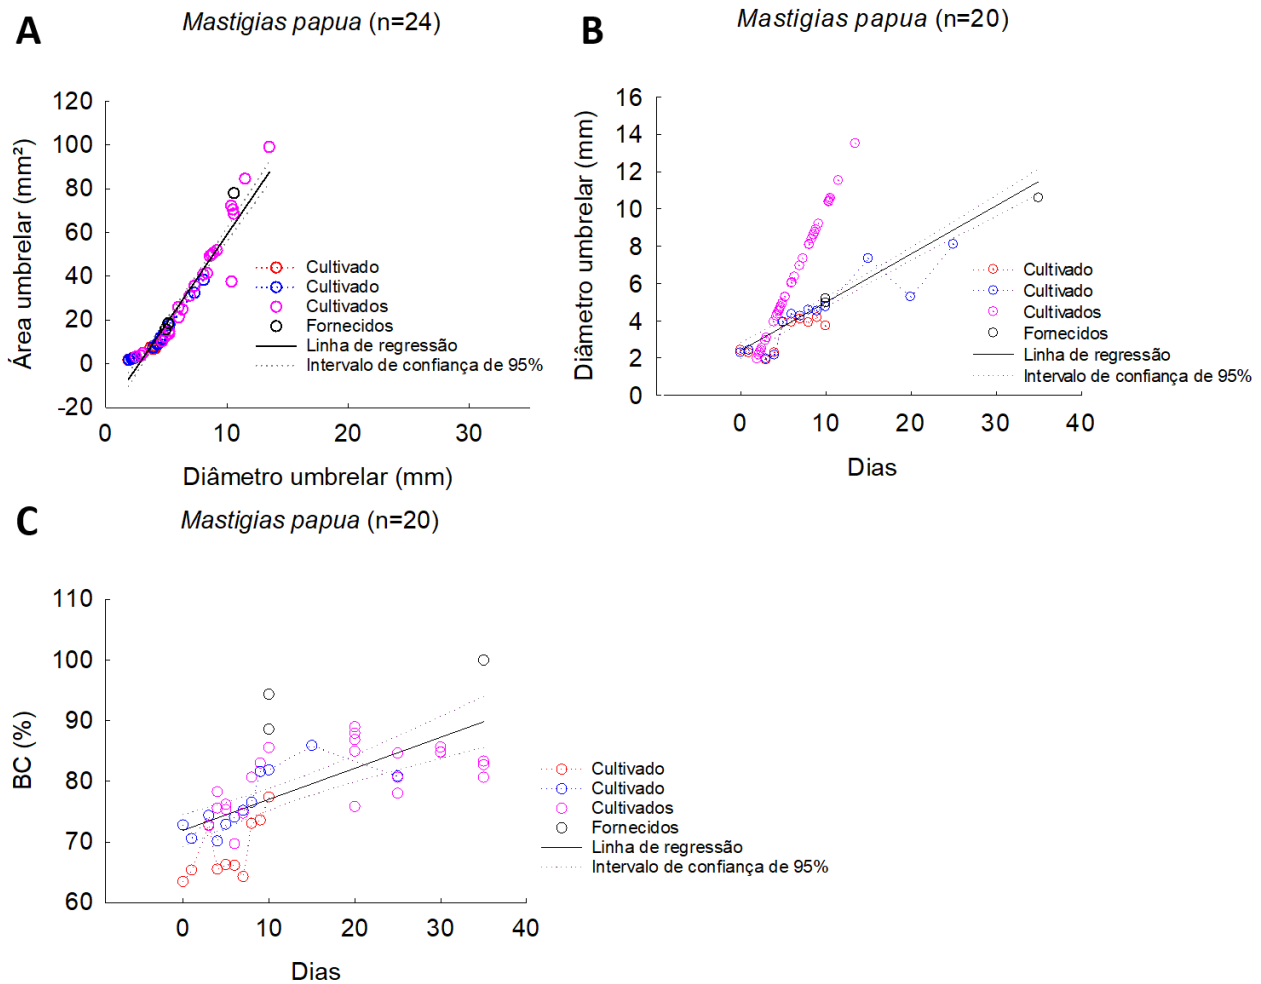 A
Mastigias papua (n=24)
Área umbrelar (mm²)
120
100
80
60
40
20
0
-20
0
10
20
30
Diâmetro umbrelar (mm)
Cultivado
Cultivado
Cultivados
Fornecidos
Linha de regressão
Intervalo de confiança de 95%
B
Mastigias papua (n=20)
Diâmetro umbrelar (mm)
16
14
12
10
8
6
4
2
0
0
10
20
30
40
Dias
Cultivado
Cultivado
Cultivados
Fornecidos
Linha de regressão
Intervalo de confiança de 95%
C
Mastigias papua (n=20)
BC (%)
110
100
90
80
70
60
0
10
20
30
40
Dias
Cultivado
Cultivado
Cultivados
Fornecidos
Linha de regressão
Intervalo de confiança de 95%